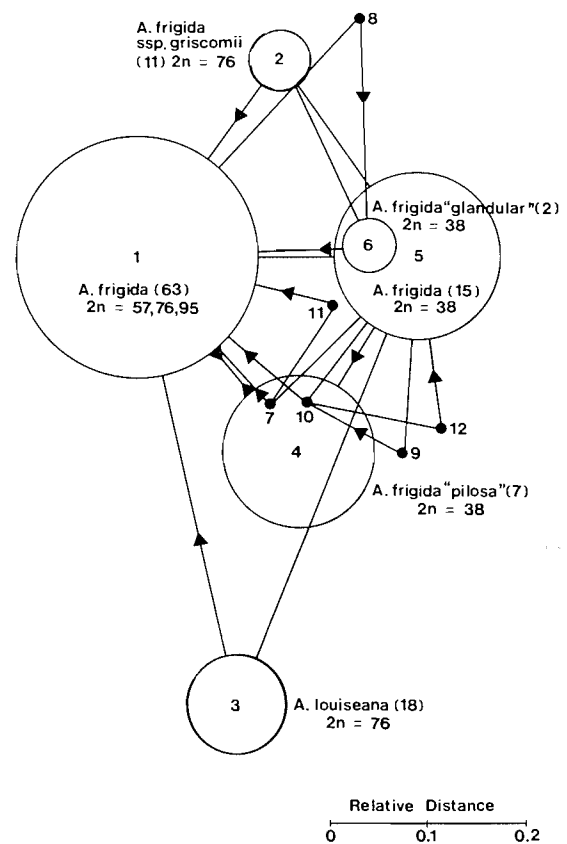 A. frigida
ssp. griscomii
(11) 2n = 76
2
8
A. frigida "glandular" (2)
2n = 38
6
5
1
A. frigida (63)
2n = 57,76,95
A. frigida (15)
2n = 38
11
7
10
12
4
9
A. frigida "pilosa" (7)
2n = 38
3
A. louiseana (18)
2n = 76
Relative Distance
0 0.1 0.2